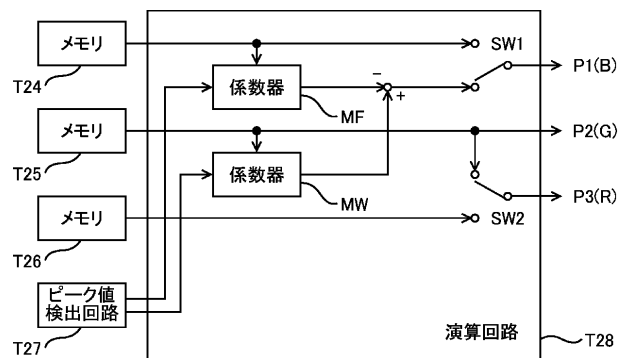 メモリ
SW1
P1(B)
T24
係数器
−
+
MF
メモリ
P2(G)
T25
係数器
MW
P3(R)
メモリ
SW2
T26
ピーク値
検出回路
演算回路
T27
T28